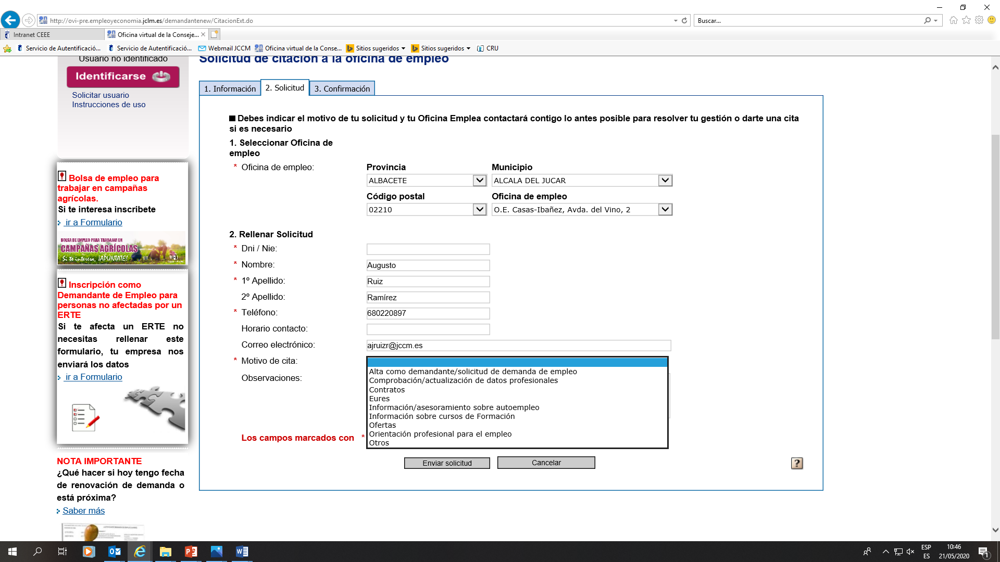 http://ovi-pre.empleoyeconomia.jclm.es/demandantenew/CitacionExt.do
Buscar...
Intranet CEEE
Oficina virtual de la Conseje...
Servicio de Autentificació...
Servicio de Autentificació...
Webmail JCCM
Oficina virtual de la Conse...
Sitios sugeridos
Sitios sugeridos
CRU
Usuario no identificado
Identificarse
Solicitar usuario
Instrucciones de uso
Bolsa de empleo para
trabajar en campañas
agrícolas.
Si te interesa inscribete
ir a Formulario
BOLSA DE EMPLEO PARA TRABAJAR EN
CAMPAÑAS AGRÍCOLAS
Si te interesa, ¡APÚNTATE!
Inscripción como
Demandante de Empleo para
personas no afectadas por un
ERTE
Si te afecta un ERTE no
necesitas rellenar este
formulario, tu empresa nos
enviará los datos
ir a Formulario
NOTA IMPORTANTE
¿Qué hacer si hoy tengo fecha
de renovación de demanda o
está próxima?
Saber más
Solicitud de citación a la oficina de empleo
1. Información
2. Solicitud
3. Confirmación
Debes indicar el motivo de tu solicitud y tu Oficina Emplea contactará contigo lo antes posible para resolver tu gestión o darte una cita
si es necesario
1. Seleccionar Oficina de
empleo
* Oficina de empleo:
Provincia
Municipio
ALBACETE
ALCALA DEL JUCAR
Código postal
Oficina de empleo
02210
O.E. Casas-Ibañez, Avda. del Vino, 2
2. Rellenar Solicitud
* Dni / Nie:
* Nombre:
Augusto
* 1º Apellido:
Ruiz
2º Apellido:
Ramírez
* Teléfono:
680220897
Horario contacto:
Correo electrónico:
ajruizr@jccm.es
* Motivo de cita:
Observaciones:
Alta como demandante/solicitud de demanda de empleo
Comprobación/actualización de datos profesionales
Contratos
Eures
Información/asesoramiento sobre autoempleo
Información sobre cursos de Formación
Ofertas
Orientación profesional para el empleo
Otros
Los campos marcados con *
Enviar solicitud
Cancelar
?
ESP
ES
10:46
21/05/2020
1